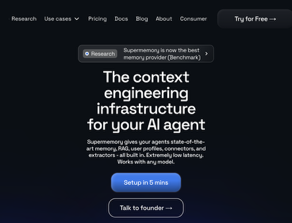 Research Use cases Pricing Docs Blog About Consumer Try for Free →
Research Supermemory is now the best
memory provider (Benchmark)
The context
engineering
infrastructure
for your AI agent
Supermemory gives your agents state-of-the-
art memory, RAG, user profiles, connectors, and
extractors - all built in. Extremely low latency.
Works with any model.
Setup in 5 mins
Talk to founder →